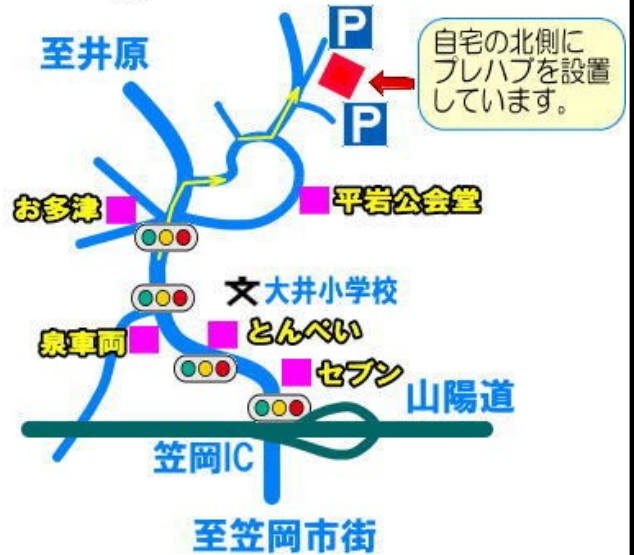 P
自宅の北側に
プレハブを設置
しています。
至井原
P
お多津
平岩公会堂
文大井小学校
泉車両
とんぺい
セブン
山陽道
笠岡IC
至笠岡市街